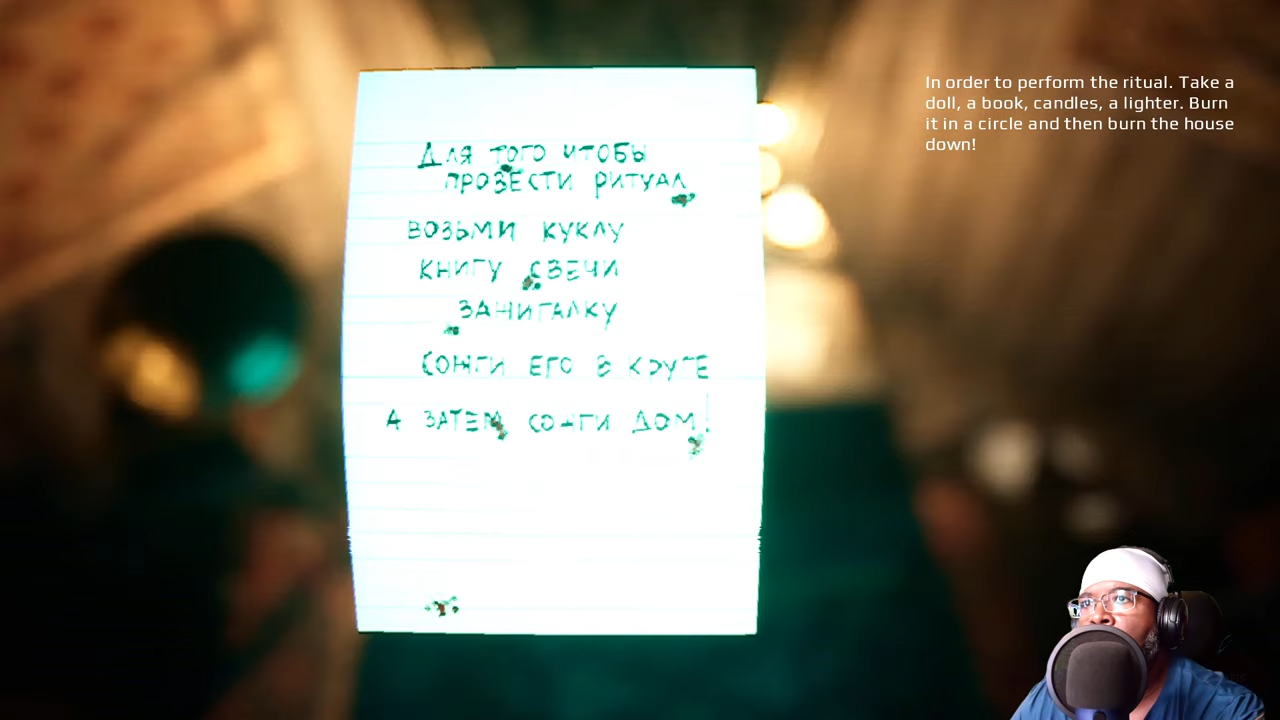 Для того чтобы
провести ритуал
возьми куклу
книгу свечи
зажигалку
сожги его в круге
А затем сожги дом!
In order to perform the ritual. Take a
doll, a book, candles, a lighter. Burn
it in a circle and then burn the house
down!